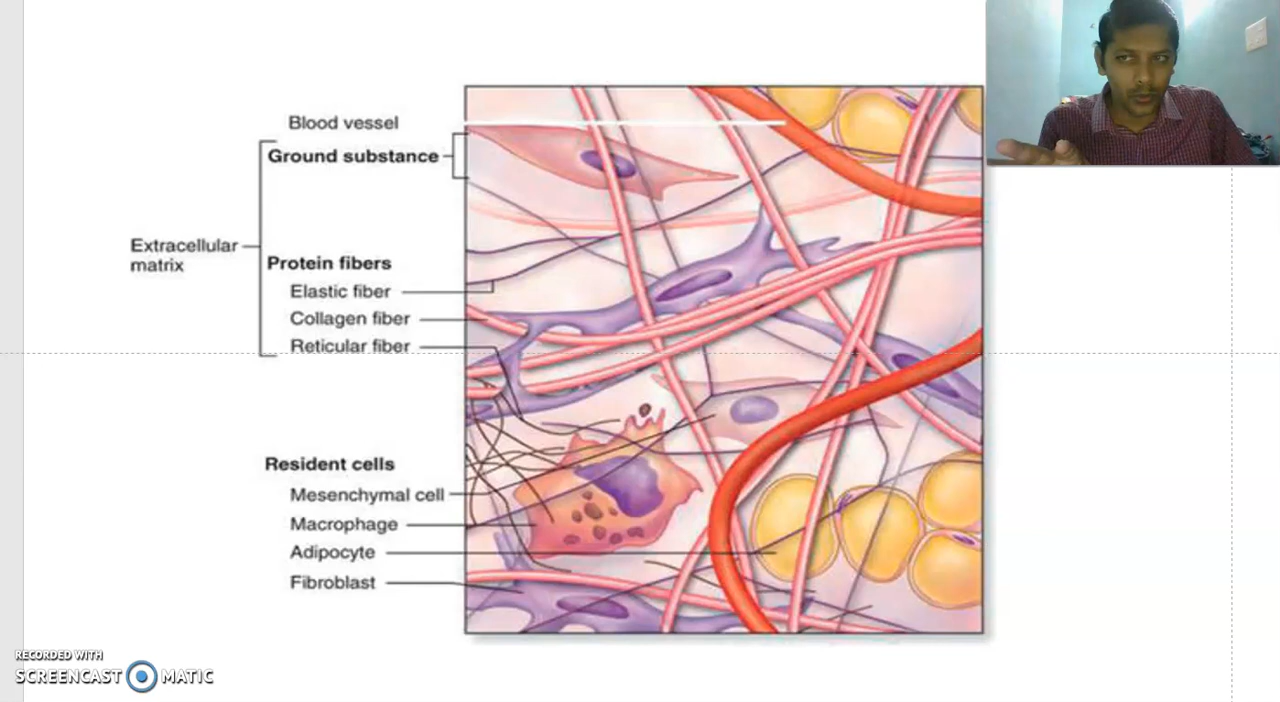 Blood vessel
Ground substance
Extracellular
matrix
Protein fibers
Elastic fiber
Collagen fiber
Reticular fiber
Resident cells
Mesenchymal cell
Macrophage
Adipocyte
Fibroblast
RECORDED WITH
SCREENCAST MATIC